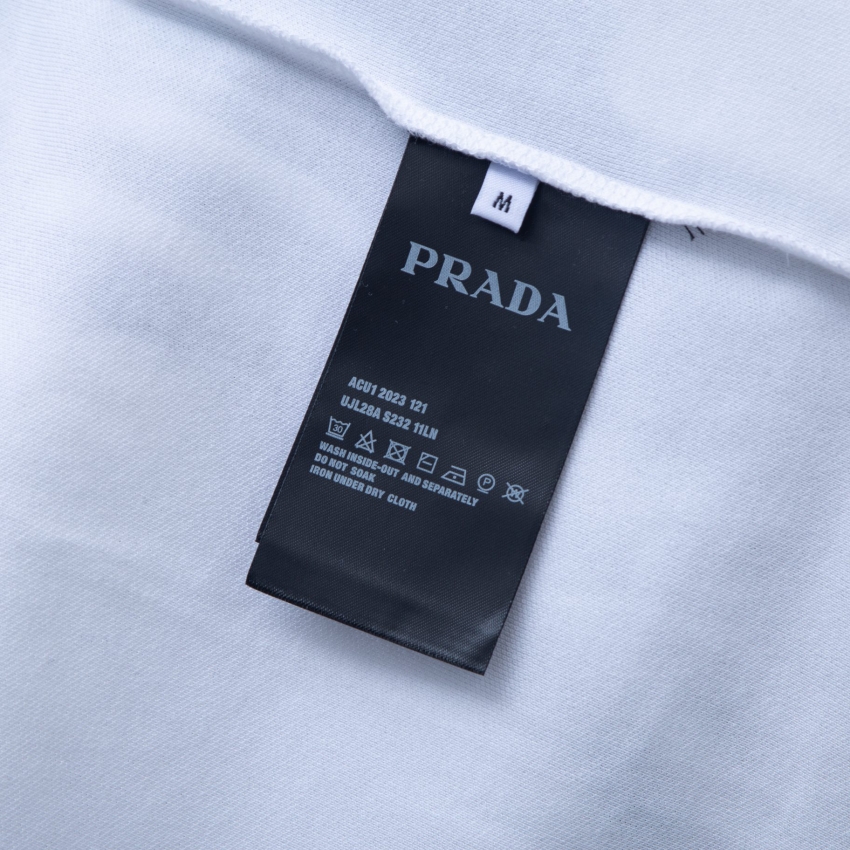 M
PRADA
ACU1 2023 121
UJL28A S232 11LN
30
P
W
WASH INSIDE-OUT AND SEPARATELY
DO NOT SOAK
IRON UNDER DRY CLOTH